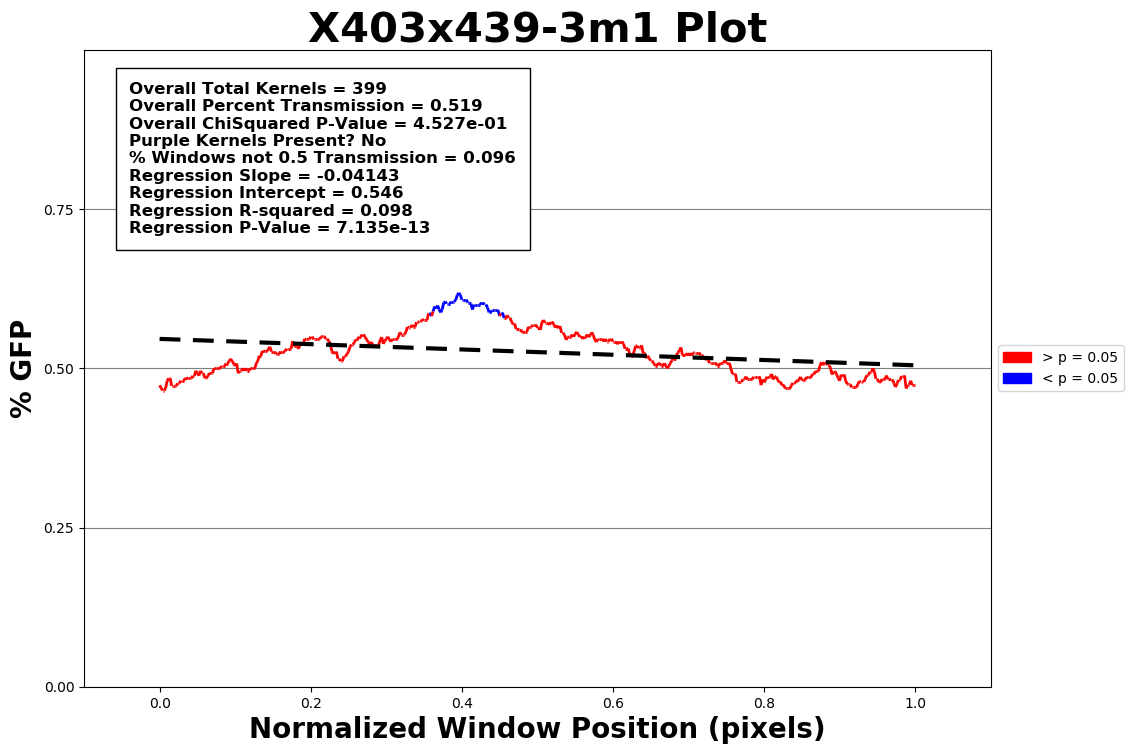 X403x439-3m1 Plot
Overall Total Kernels = 399
Overall Percent Transmission = 0.519
Overall ChiSquared P-Value = 4.527e-01
Purple Kernels Present? No
% Windows not 0.5 Transmission = 0.096
Regression Slope = -0.04143
Regression Intercept = 0.546
Regression R-squared = 0.098
Regression P-Value = 7.135e-13
% GFP
0.75
0.50
0.25
0.00
> p = 0.05
< p = 0.05
0.0 0.2 0.4 0.6 0.8 1.0
Normalized Window Position (pixels)